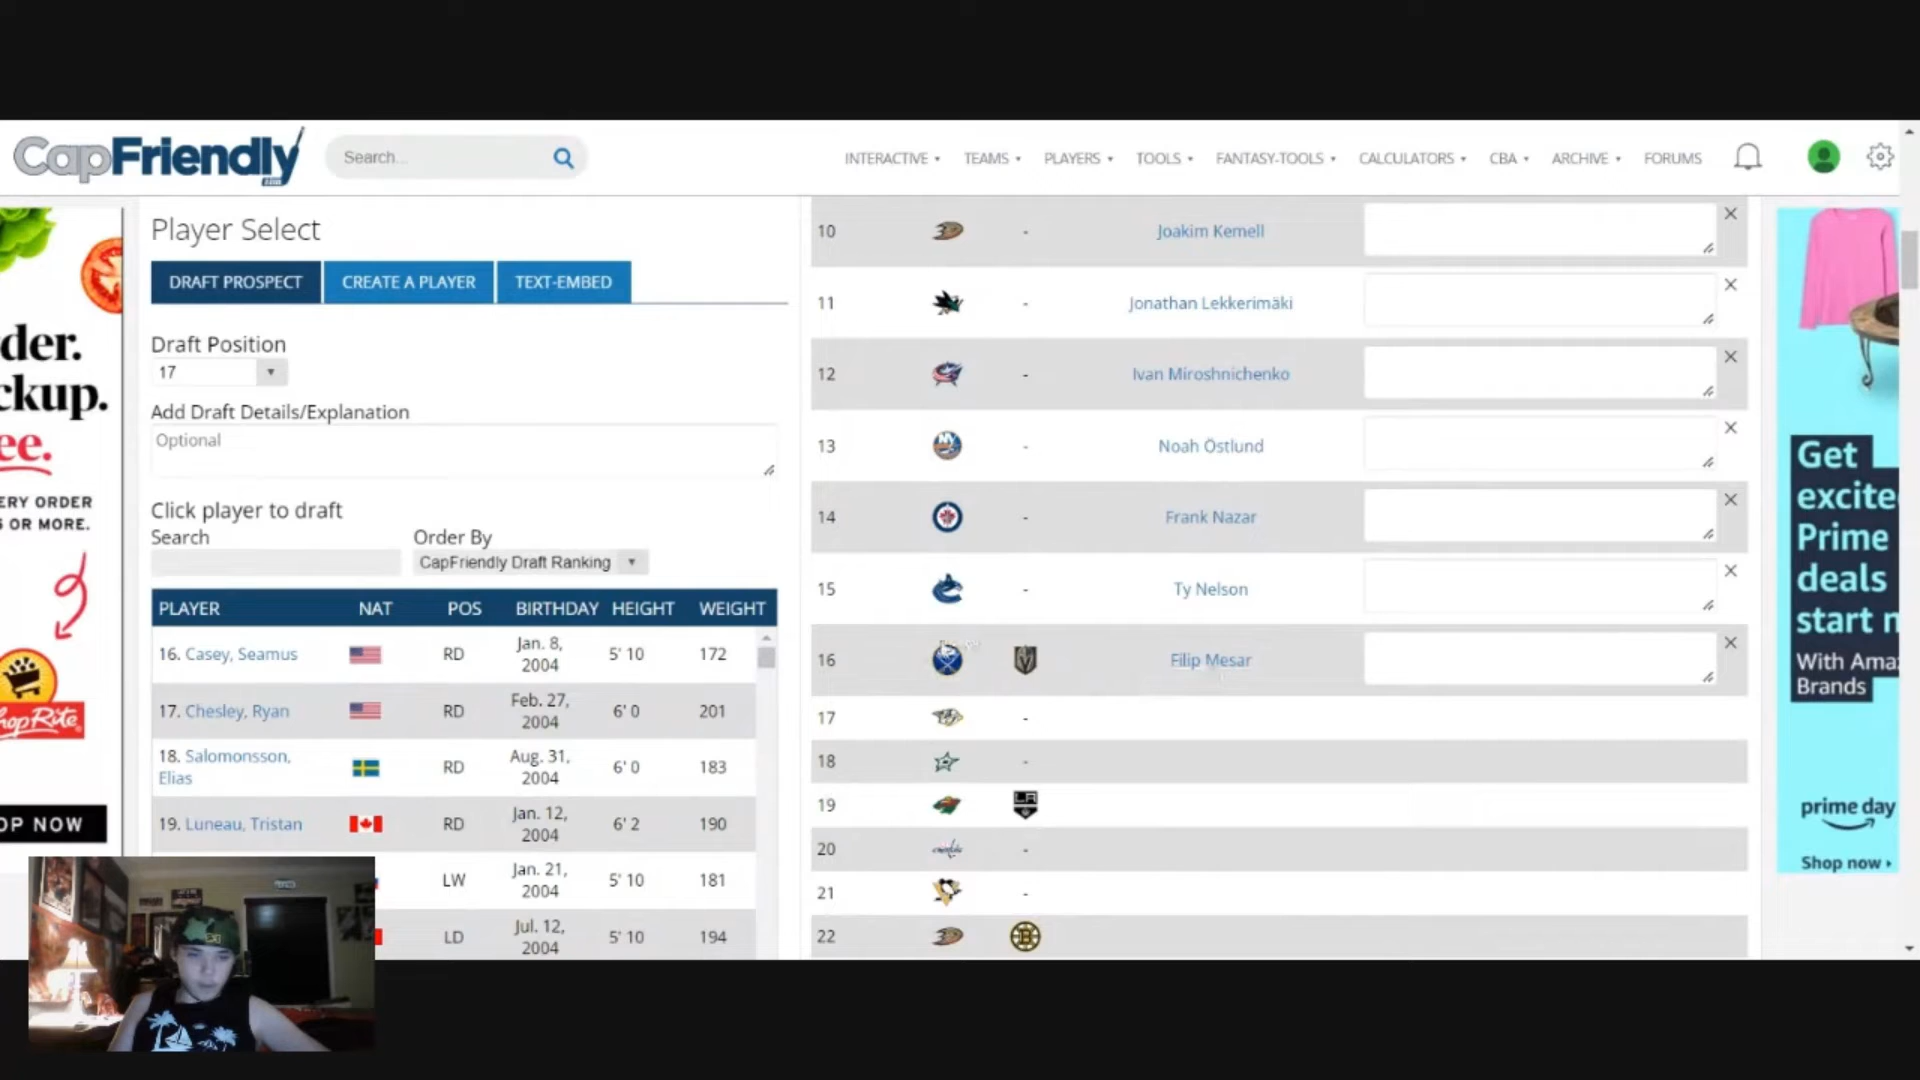 CapFriendly
Search...
INTERACTIVE
TEAMS
PLAYERS
TOOLS
FANTASY-TOOLS
CALCULATORS
CBA
ARCHIVE
FORUMS
der.
ckup.
ee.
ERY ORDER
OR MORE.
hopRite
OP NOW
Player Select
DRAFT PROSPECT
CREATE A PLAYER
TEXT-EMBED
Draft Position
17
Add Draft Details/Explanation
Optional
Click player to draft
Search
Order By
CapFriendly Draft Ranking
PLAYER NAT POS BIRTHDAY HEIGHT WEIGHT
16. Casey, Seamus RD Jan. 8, 2004 5' 10 172
17. Chesley, Ryan RD Feb. 27, 2004 6' 0 201
18. Salomonsson, Elias RD Aug. 31, 2004 6' 0 183
19. Luneau, Tristan RD Jan. 12, 2004 6' 2 190
LW Jan. 21, 2004 5' 10 181
LD Jul. 12, 2004 5' 10 194
10 - Joakim Kemell
11 - Jonathan Lekkerimäki
12 - Ivan Miroshnichenko
13 - Noah Östlund
14 - Frank Nazar
15 - Ty Nelson
16 Filip Mesar
17 -
18 -
19
20 -
21 -
22
Get
excite
Prime
deals
start n
With Ama
Brands
prime day
Shop now